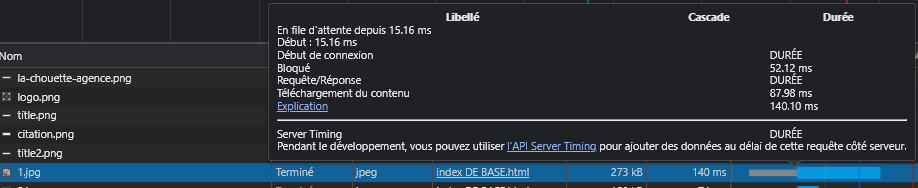 Libellé Cascade Durée
En file d'attente depuis 15.16 ms
Début : 15.16 ms
Début de connexion DURÉE
Bloqué 52.12 ms
Requête/Réponse DURÉE
Téléchargement du contenu 87.98 ms
Explication 140.10 ms
Server Timing DURÉE
Pendant le développement, vous pouvez utiliser l'API Server Timing pour ajouter des données au délai de cette requête côté serveur.
Nom
la-chouette-agence.png
logo.png
title.png
citation.png
title2.png
1.jpg Terminé jpeg index DE BASE.html 273 kB 140 ms